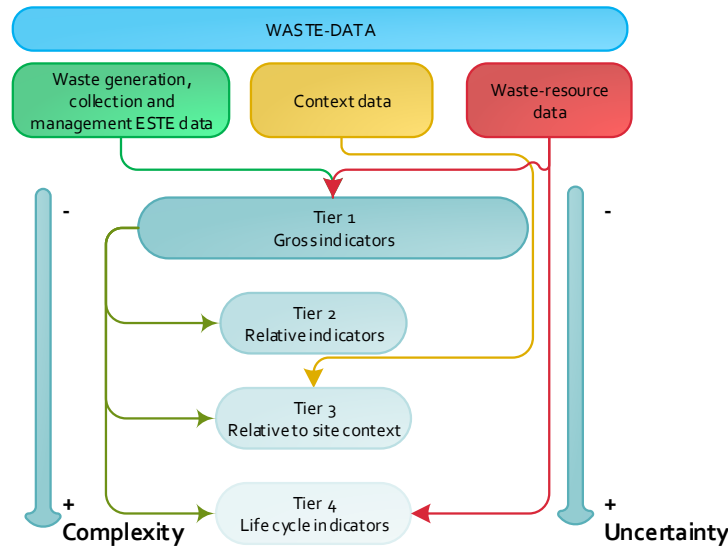 WASTE-DATA
Waste generation,
collection and
management ESTE data
Context data
Waste-resource
data
-
-
Tier 1
Gross indicators
Tier 2
Relative indicators
Tier 3
Relative to site context
Tier 4
Life cycle indicators
+
Complexity
+
Uncertainty